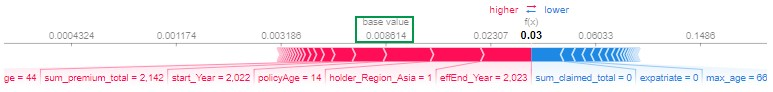 higher lower
base value f(x)
0.0004324 0.001174 0.003186 0.008614 0.02307 0.03 0.06033 0.1486
ge = 44 sum_premium_total = 2,142 start_Year = 2,022 policyAge = 14 holder_Region_Asia = 1 effEnd_Year = 2,023 sum_claimed_total = 0 expatriate = 0 max_age = 66